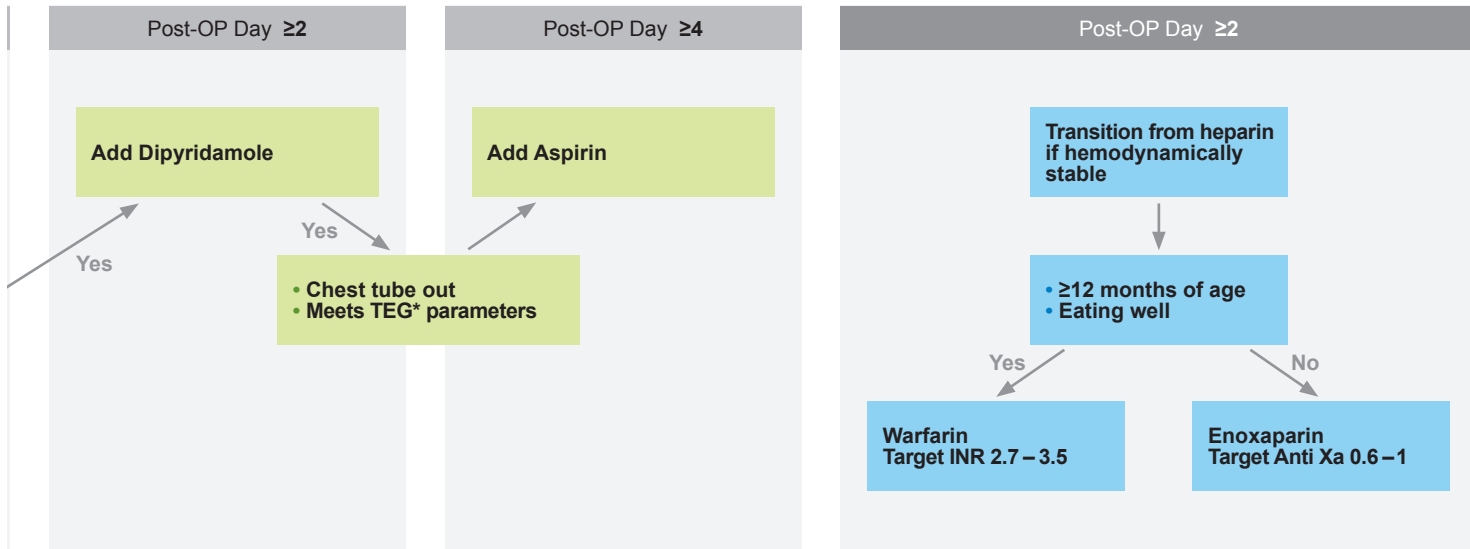 Post-OP Day ≥2
Add Dipyridamole
Yes
Yes
Post-OP Day ≥4
Add Aspirin
• Chest tube out
• Meets TEG* parameters
Post-OP Day ≥2
Transition from heparin
if hemodynamically
stable
• ≥12 months of age
• Eating well
Yes
No
Warfarin
Target INR 2.7 – 3.5
Enoxaparin
Target Anti Xa 0.6 – 1